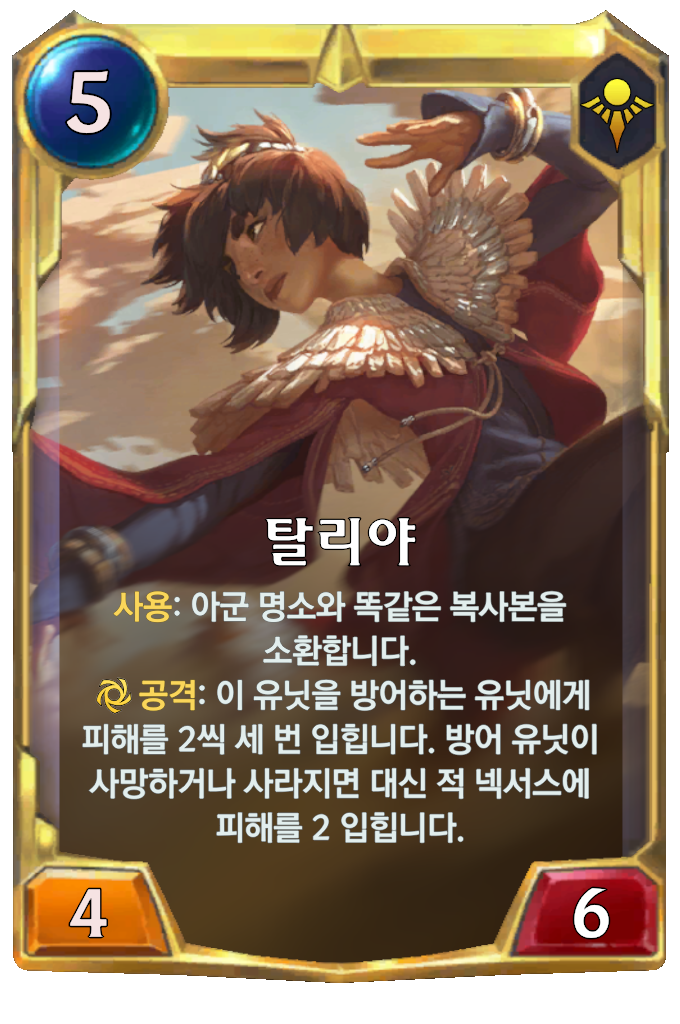 5
탈리야
사용: 아군 명소와 똑같은 복사본을
소환합니다.
공격: 이 유닛을 방어하는 유닛에게
피해를 2씩 세 번 입힙니다. 방어 유닛이
사망하거나 사라지면 대신 적 넥서스에
피해를 2 입힙니다.
4
6